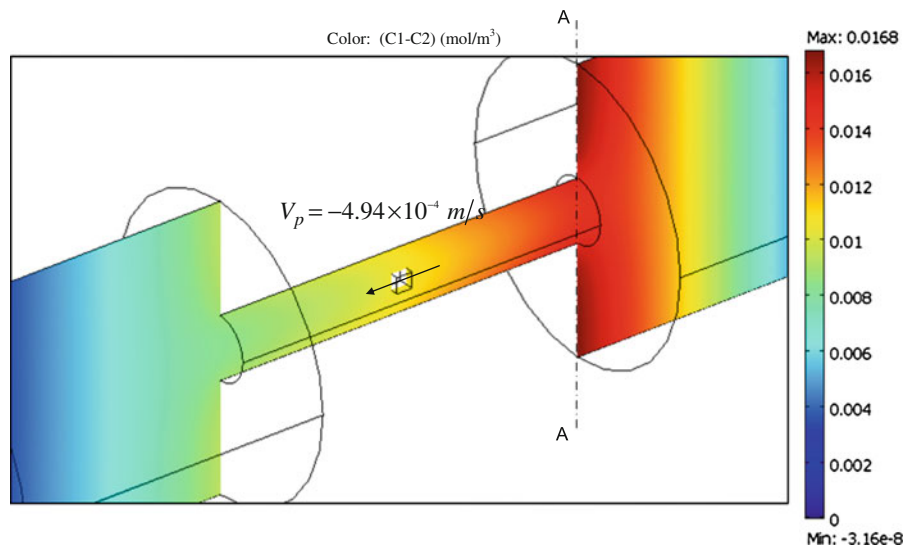 A
Color: (C1-C2) (mol/m³)
Max: 0.0168
0.016
0.014
V_p = −4.94×10⁻⁴ m/s
0.012
0.01
0.008
0.006
0.004
0.002
0
A
Min: -3.16e-8